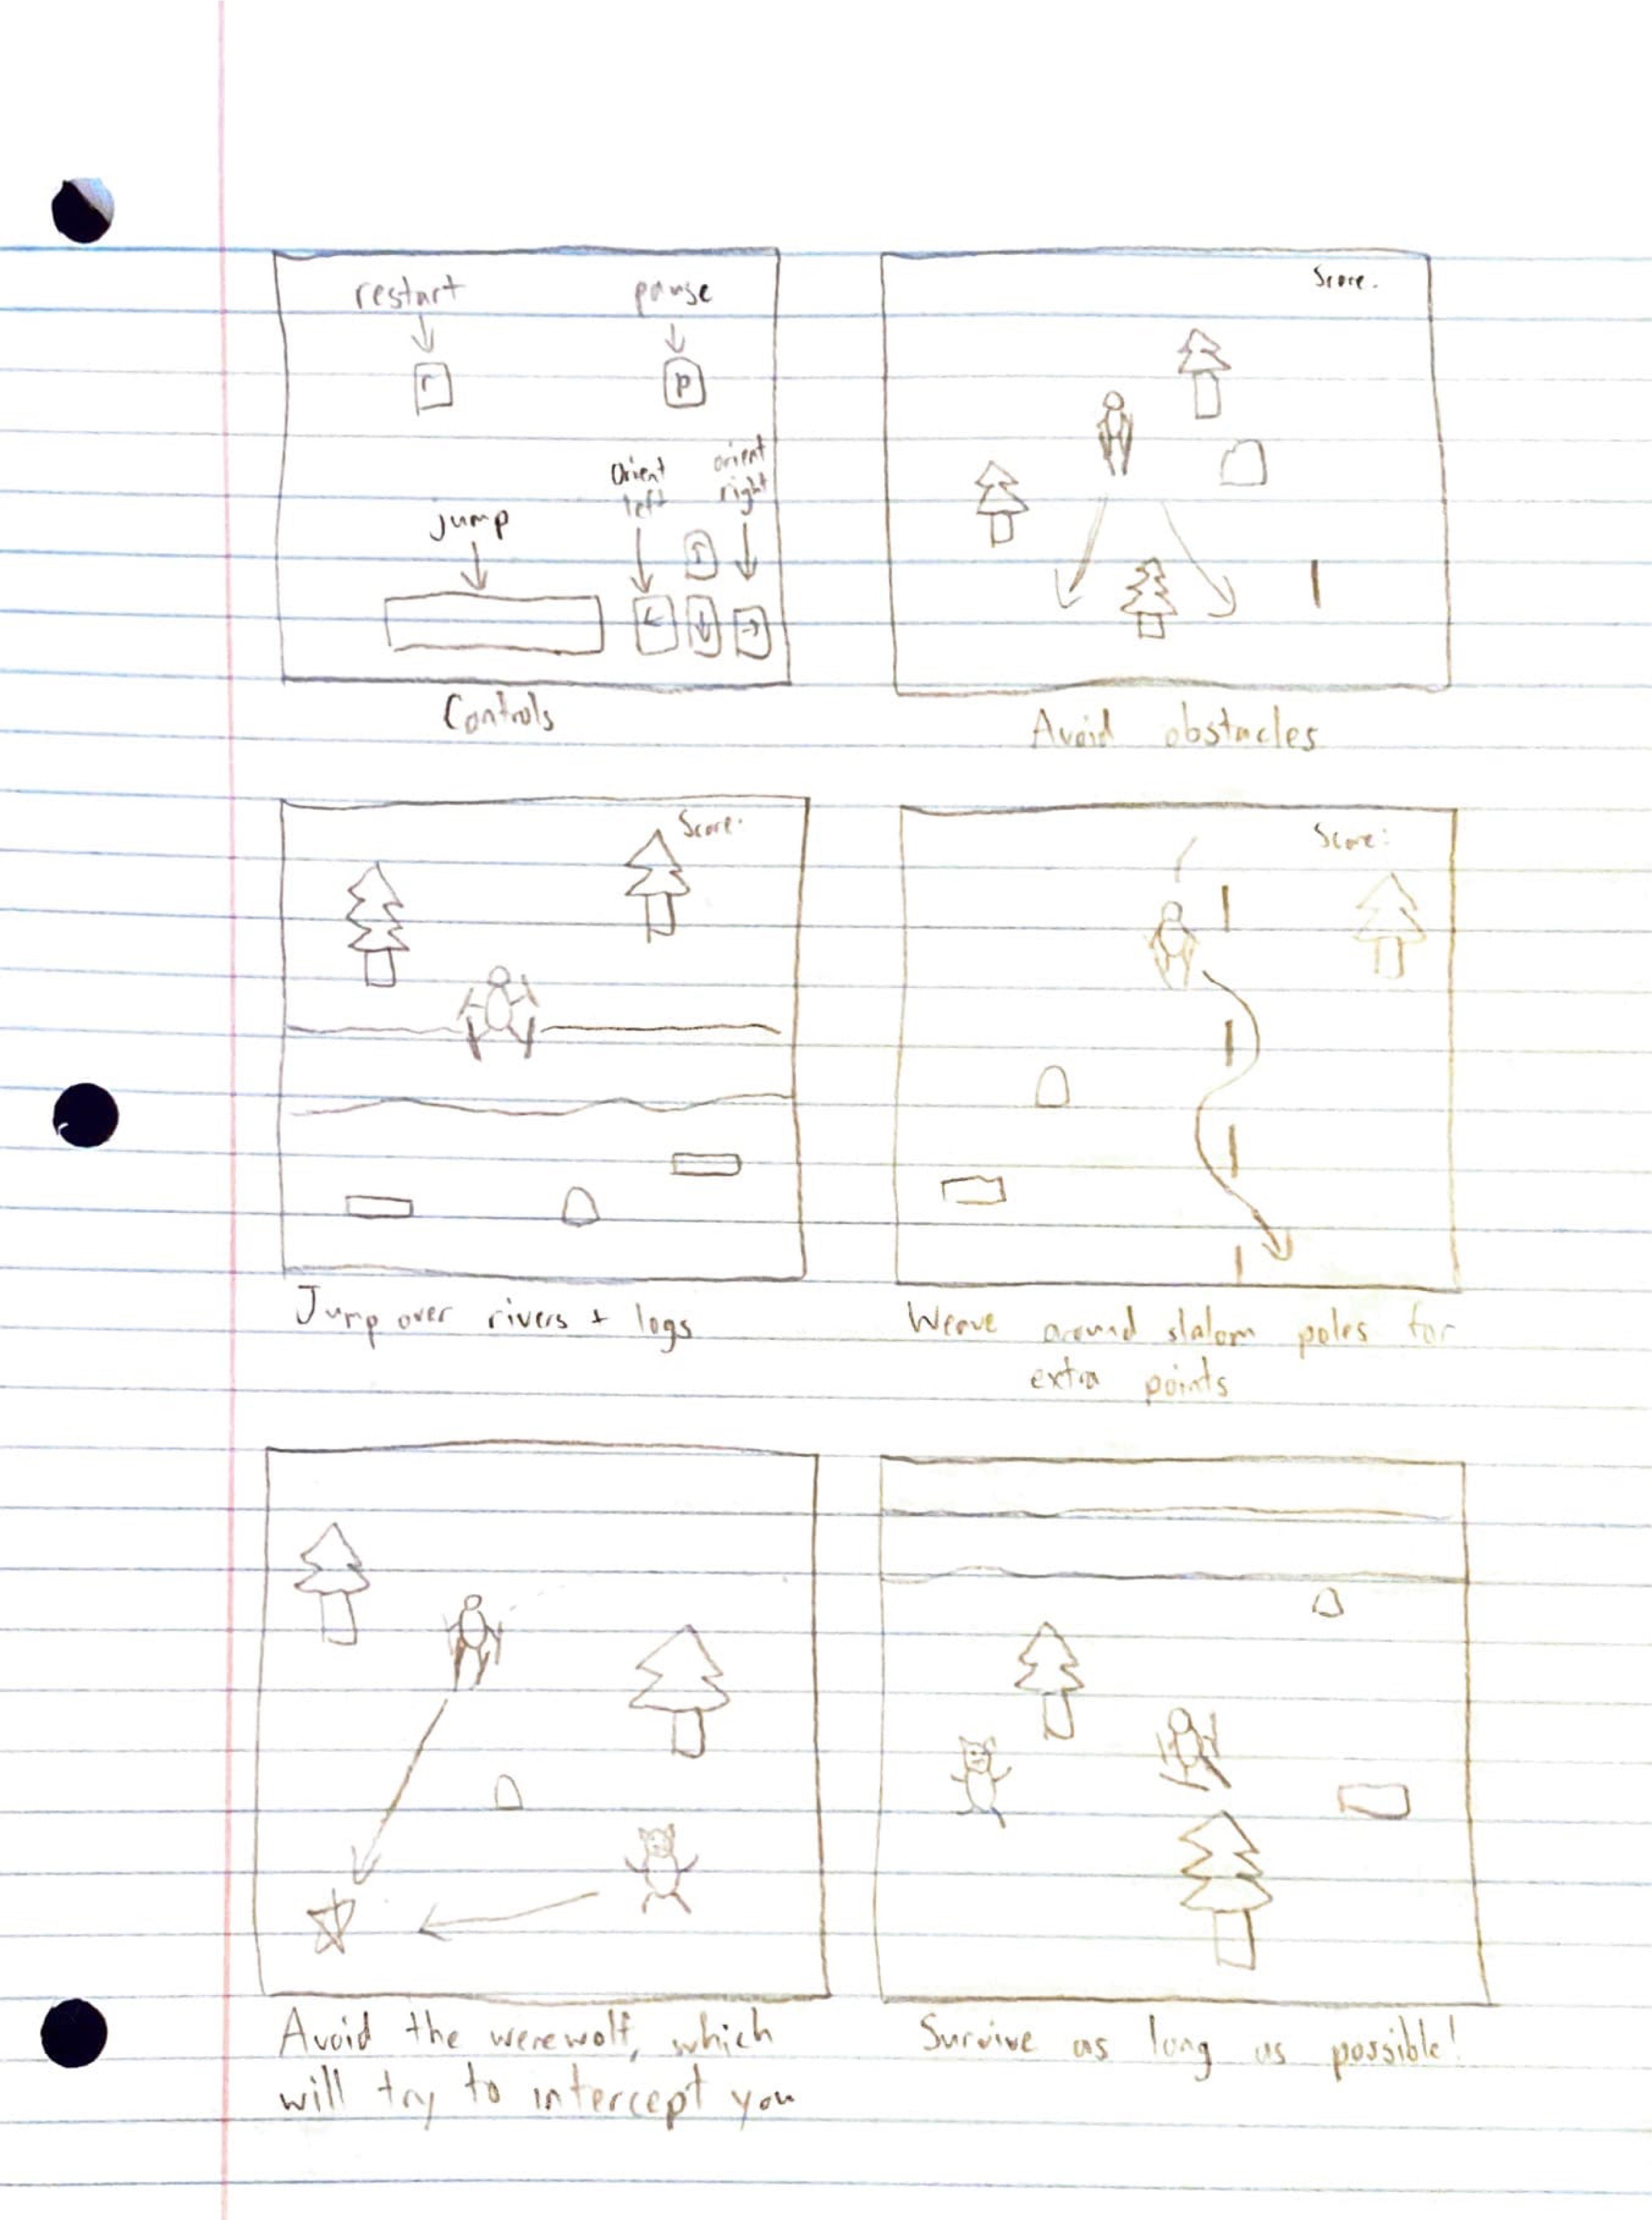 restart
pause
r
p
Orient
left
orient
right
jump
↑
← ↓ →
Controls
Score:
Avoid obstacles
Score:
Jump over rivers + logs
Score:
Weave around slalom poles for
extra points
Avoid the werewolf, which
will try to intercept you
Survive as long as possible!